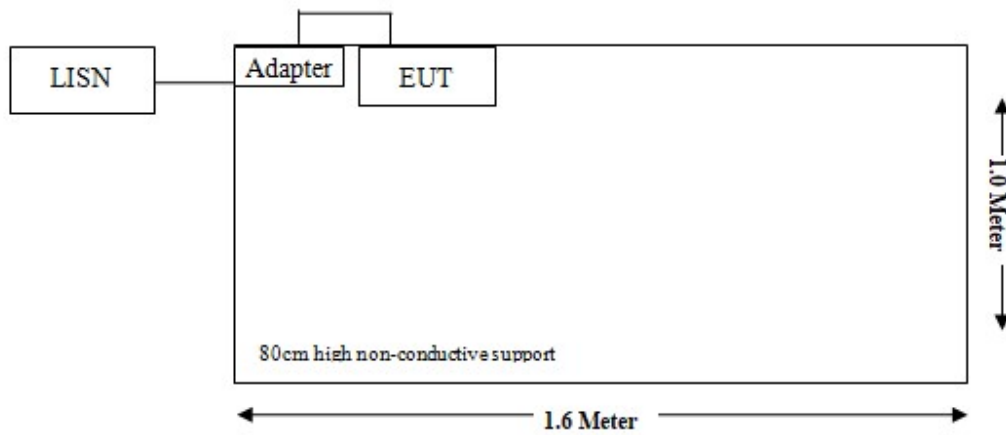 LISN
Adapter
EUT
1.0 Meter
80cm high non-conductive support
1.6 Meter